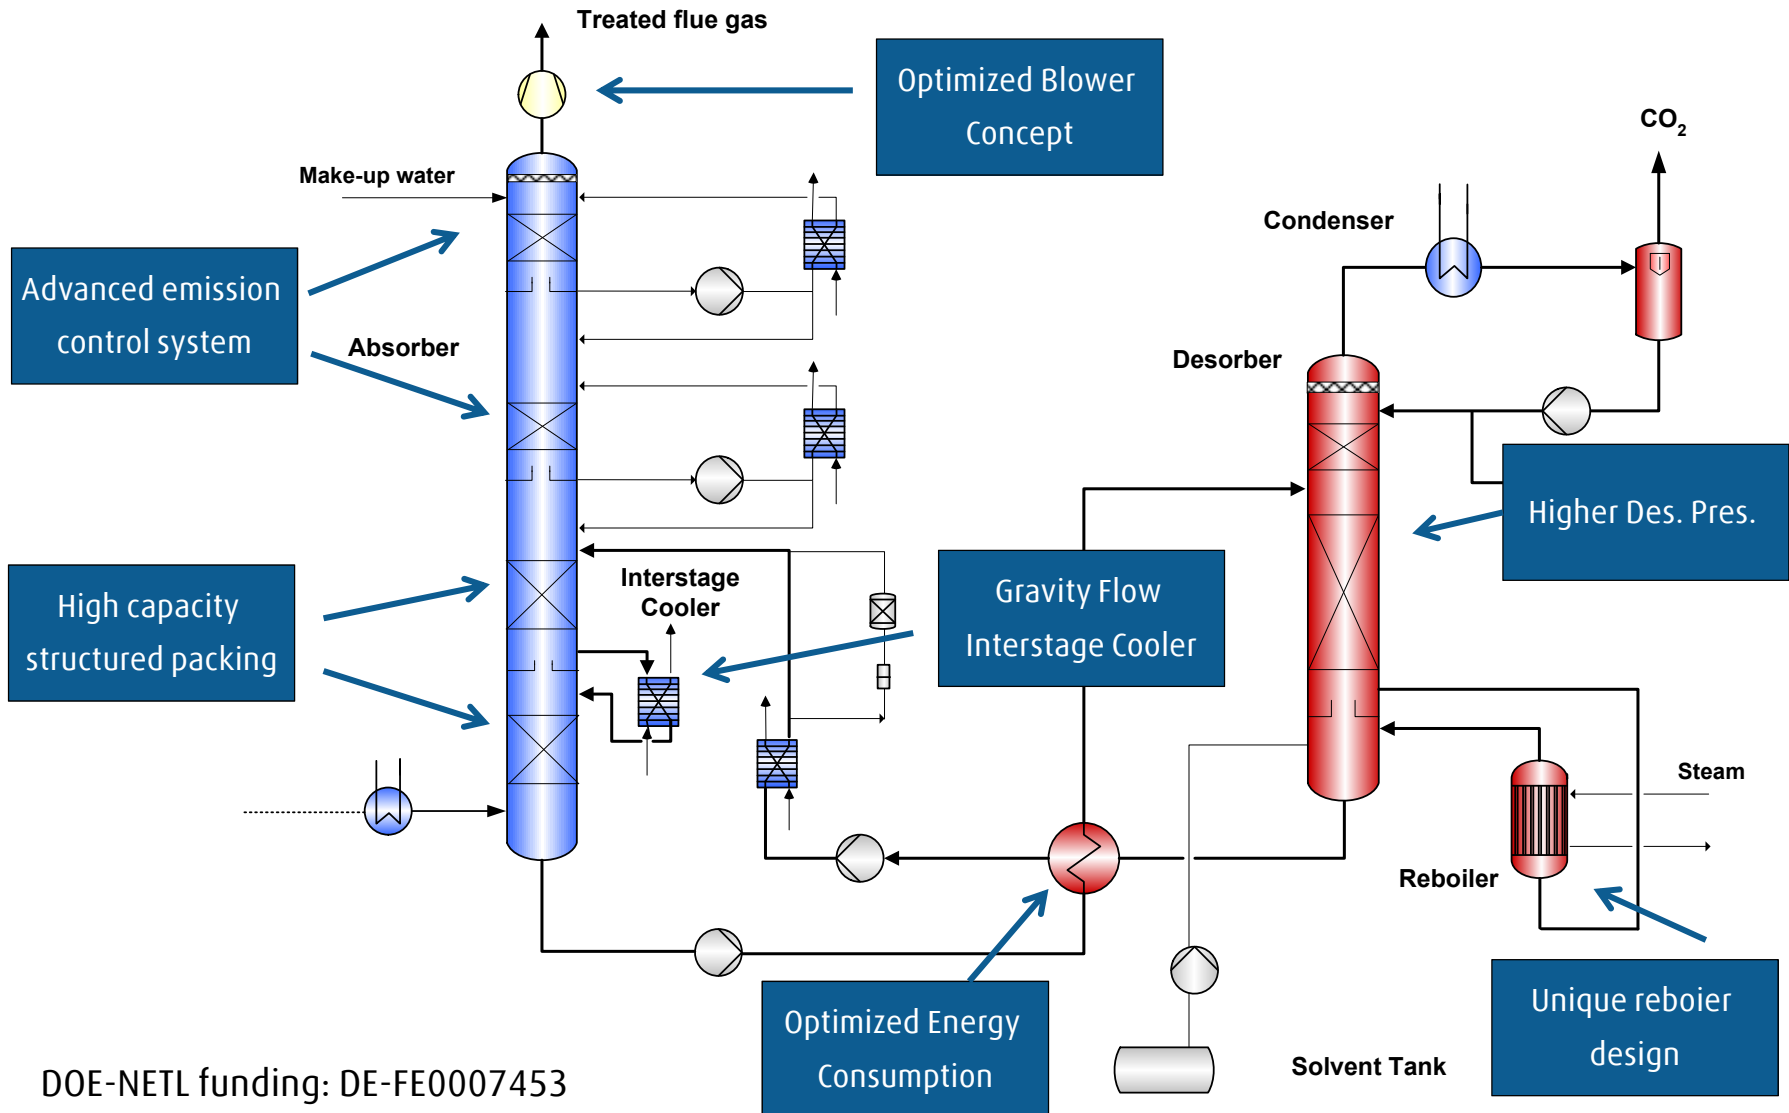 Treated flue gas
Optimized Blower
Concept
CO2
Make-up water
Condenser
Advanced emission
control system
Absorber
Desorber
Higher Des. Pres.
High capacity
structured packing
Interstage
Cooler
Gravity Flow
Interstage Cooler
Steam
Reboiler
Optimized Energy
Consumption
Unique reboier
design
Solvent Tank
DOE-NETL funding: DE-FE0007453